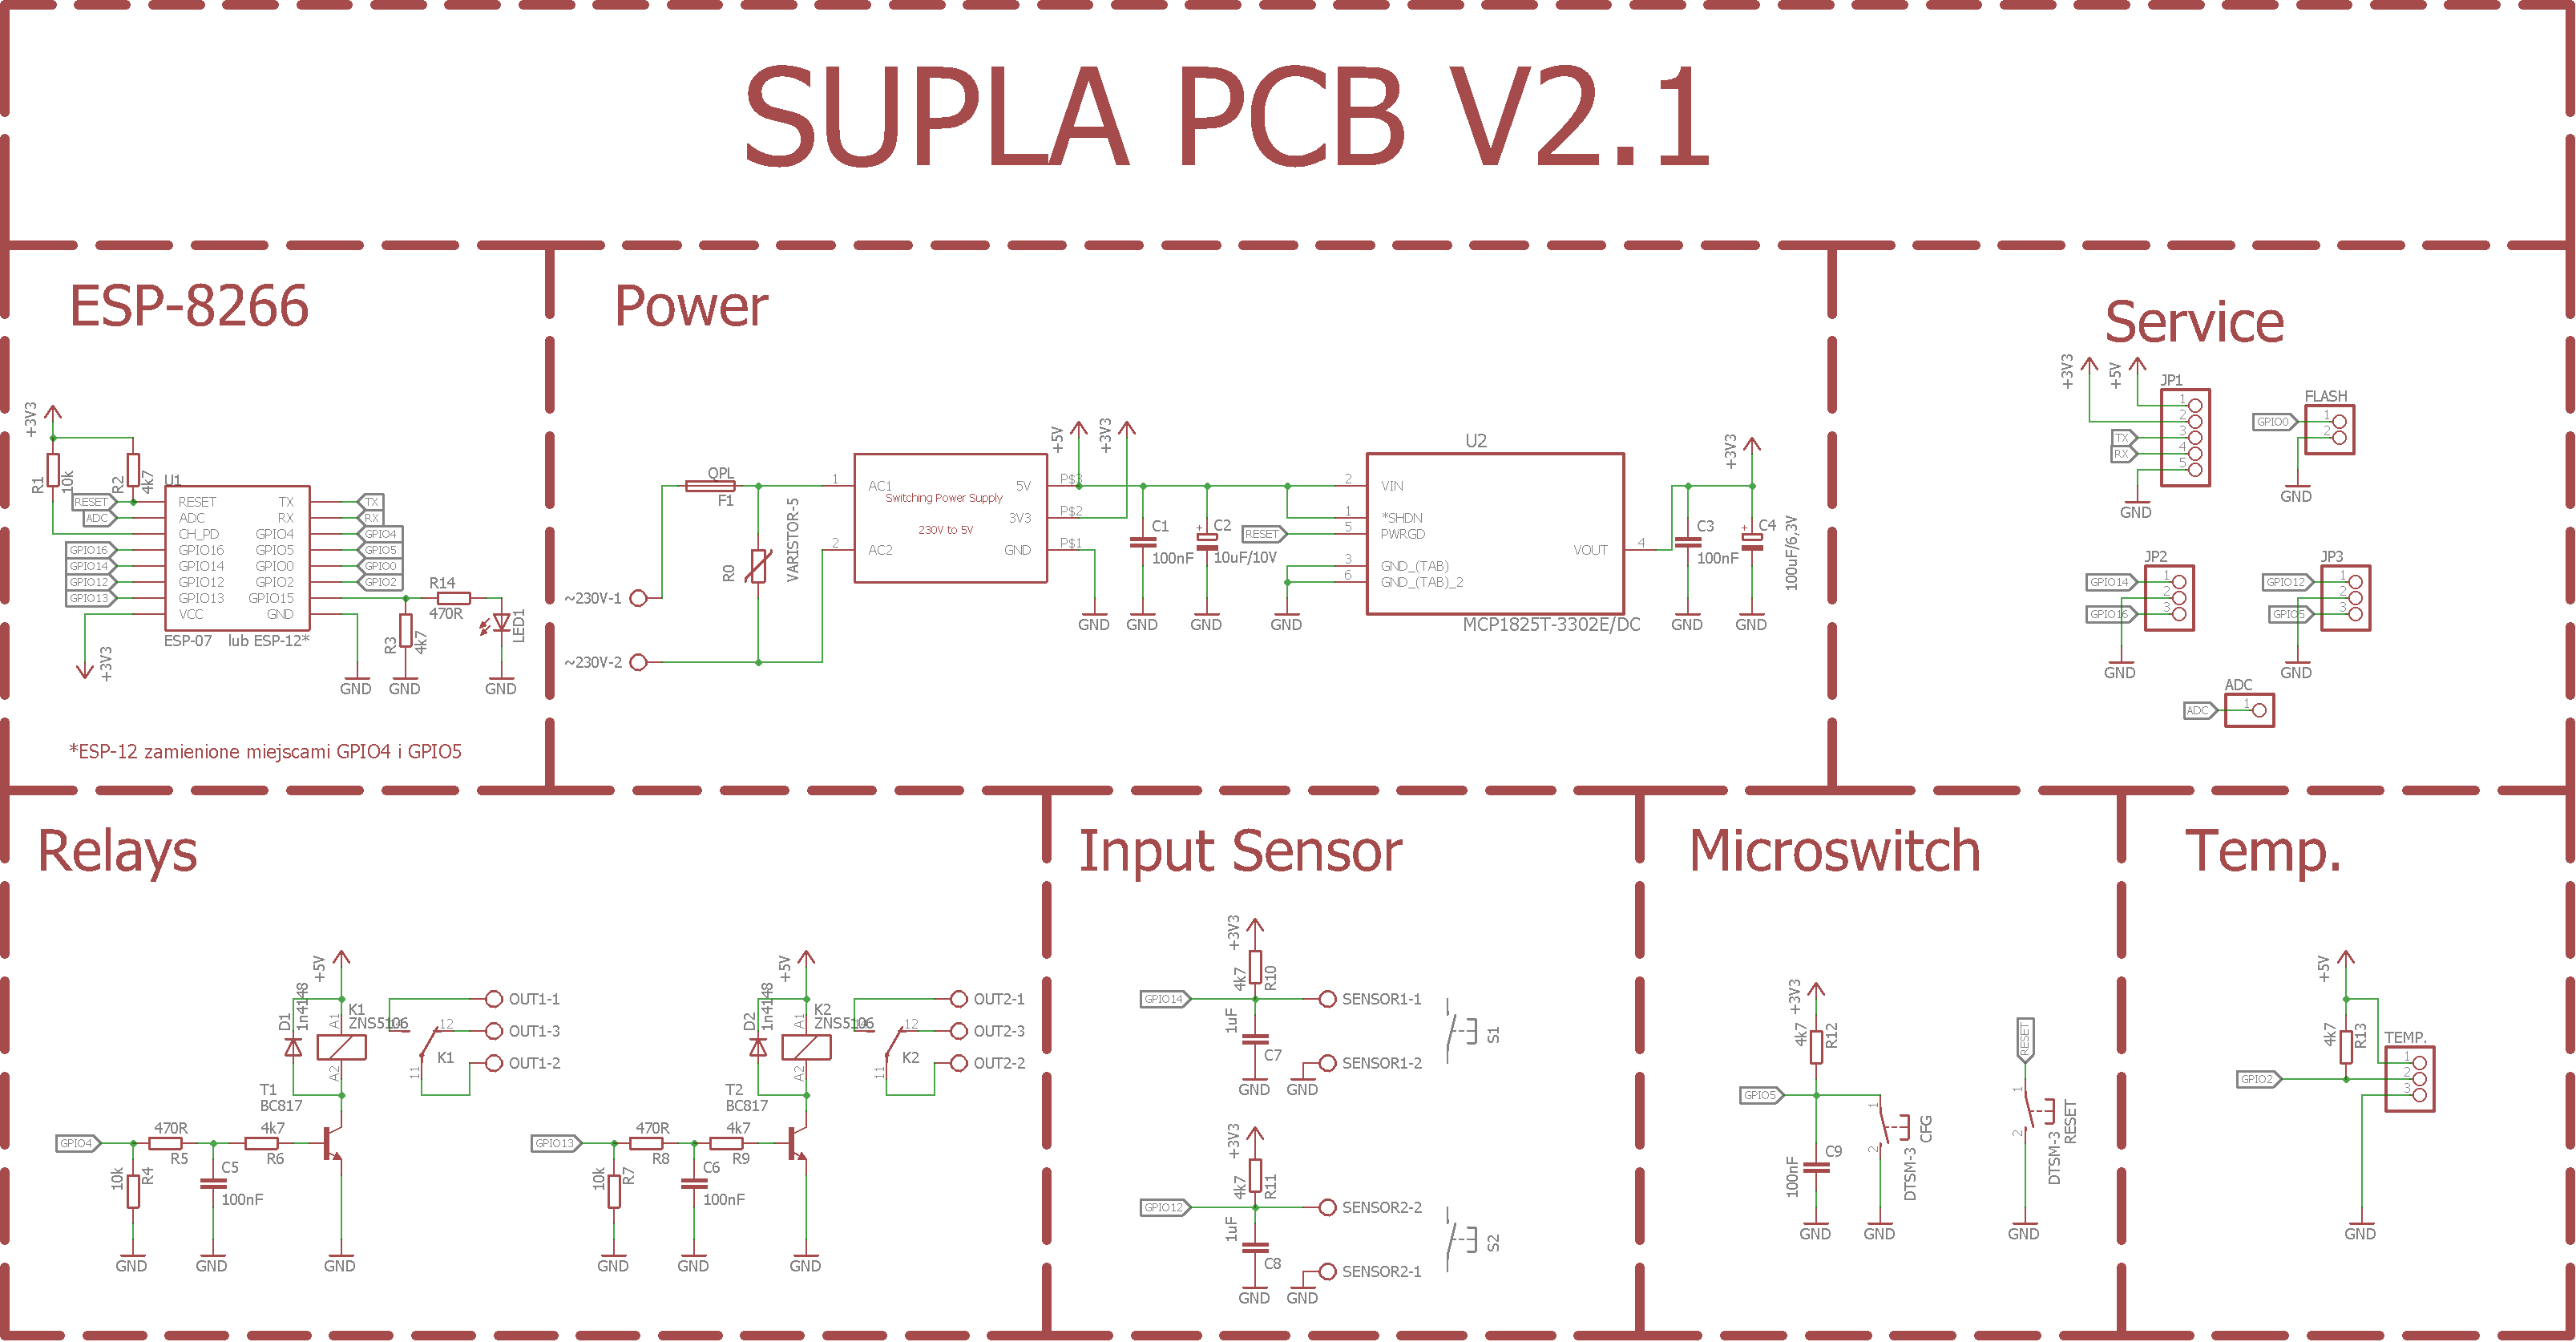 SUPLA PCB V2.1
ESP-8266
+3V3
R1
10k
R2
4k7
U1
RESET
ADC
GPIO16
GPIO14
GPIO12
GPIO13
RESET
ADC
CH_PD
GPIO16
GPIO14
GPIO12
GPIO13
VCC
TX
RX
GPIO4
GPIO5
GPIO0
GPIO2
GPIO15
GND
TX
RX
GPIO4
GPIO5
GPIO0
GPIO2
ESP-07 lub ESP-12*
+3V3
R14
470R
R3
4k7
LED1
GND
GND
GND
*ESP-12 zamienione miejscami GPIO4 i GPIO5
Power
~230V-1
~230V-2
QPL
F1
R0
VARISTOR-5
1
2
AC1
AC2
Switching Power Supply
230V to 5V
5V
3V3
GND
P$3
P$2
P$1
+5V
+3V3
GND
C1
100nF
GND
C2
+
10uF/10V
GND
RESET
GND
U2
2
1
5
3
6
VIN
*SHDN
PWRGD
GND_(TAB)
GND_(TAB)_2
VOUT
4
MCP1825T-3302E/DC
C3
100nF
GND
+3V3
+
C4
100uF/6,3V
GND
Service
+3V3
+5V
JP1
1
2
3
4
5
TX
RX
GND
FLASH
GPIO0
1
2
GND
JP2
GPIO14
GPIO16
1
2
3
GND
JP3
GPIO12
GPIO5
1
2
3
GND
ADC
ADC
1
Relays
+5V
D1
1n4148
K1
ZNS5106
A1
A2
14
12
11
K1
OUT1-1
OUT1-3
OUT1-2
T1
BC817
GPIO4
470R
R5
4k7
R6
10k
R4
C5
100nF
GND
GND
GND
+5V
D2
1n4148
K2
ZNS5106
A1
A2
14
12
11
K2
OUT2-1
OUT2-3
OUT2-2
T2
BC817
GPIO13
470R
R8
4k7
R9
10k
R7
C6
100nF
GND
GND
GND
Input Sensor
+3V3
4k7
R10
GPIO14
1uF
C7
GND
GND
SENSOR1-1
SENSOR1-2
S1
+3V3
4k7
R11
GPIO12
1uF
C8
GND
GND
SENSOR2-2
SENSOR2-1
S2
Microswitch
+3V3
4k7
R12
GPIO5
C9
100nF
GND
1
2
CFG
DTSM-3
GND
RESET
1
2
DTSM-3
RESET
GND
Temp.
+5V
4k7
R13
GPIO2
TEMP.
1
2
3
GND